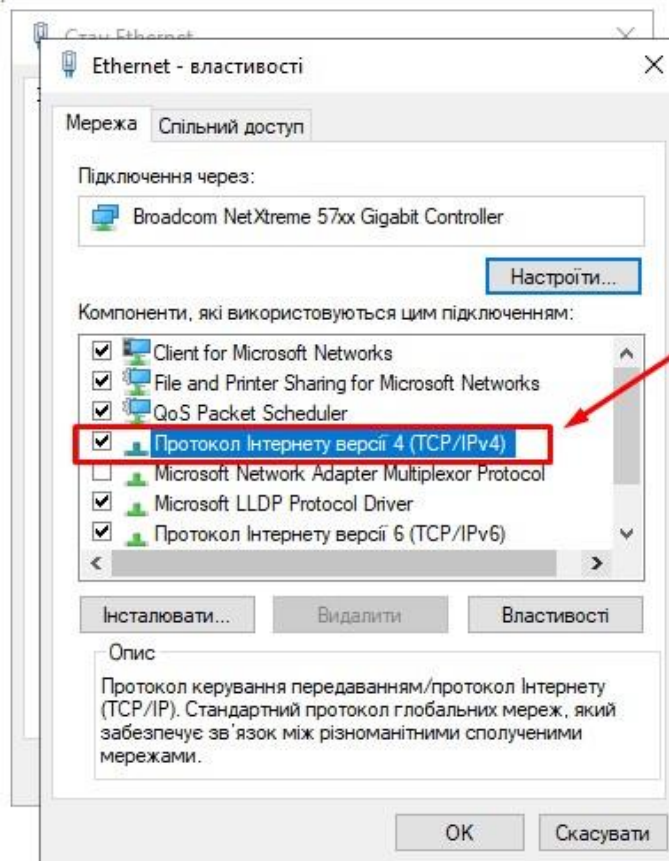 Стан Ethernet
Ethernet - властивості
Мережа
Спільний доступ
Підключення через:
Broadcom NetXtreme 57xx Gigabit Controller
Настроїти...
Компоненти, які використовуються цим підключенням:
Client for Microsoft Networks
File and Printer Sharing for Microsoft Networks
QoS Packet Scheduler
Протокол Інтернету версії 4 (TCP/IPv4)
Microsoft Network Adapter Multiplexor Protocol
Microsoft LLDP Protocol Driver
Протокол Інтернету версії 6 (TCP/IPv6)
Інсталювати...
Видалити
Властивості
Опис
Протокол керування передаванням/протокол Інтернету
(TCP/IP). Стандартний протокол глобальних мереж, який
забезпечує зв'язок між різноманітними сполученими
мережами.
OK
Скасувати